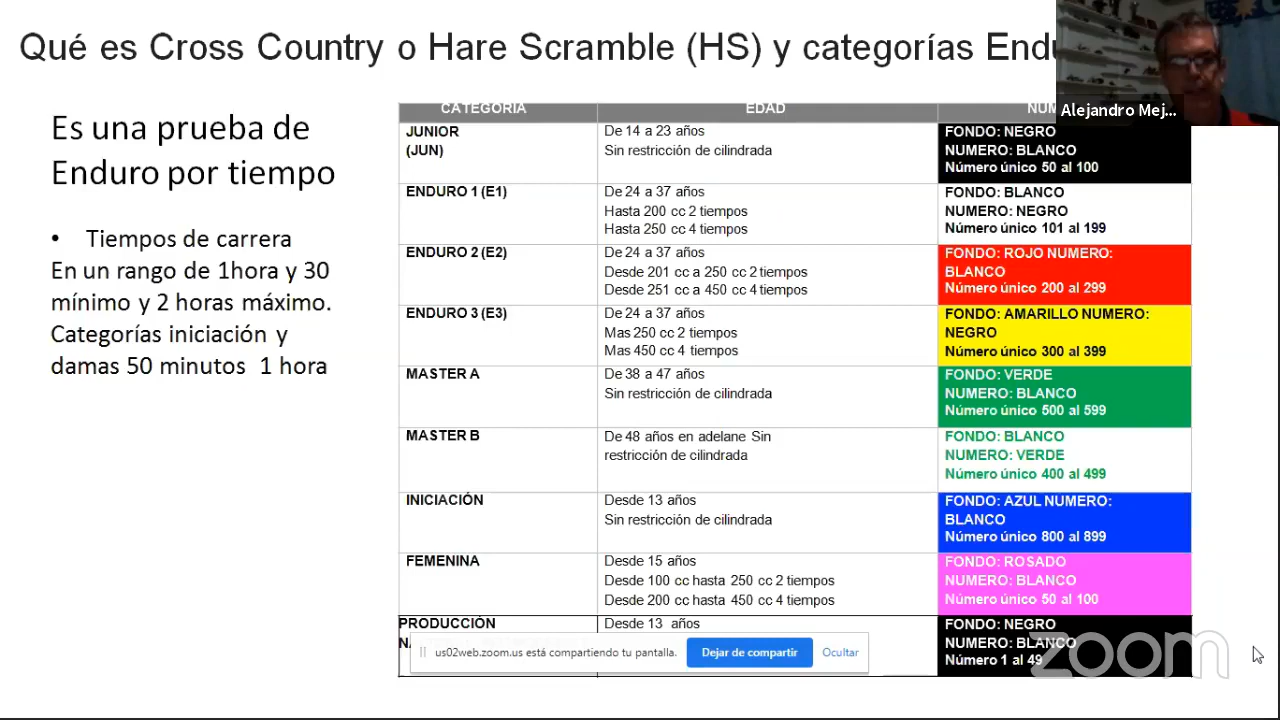 Qué es Cross Country o Hare Scramble (HS) y categorías
Alejandro Mej...
Es una prueba de
Enduro por tiempo
• Tiempos de carrera
En un rango de 1hora y 30
mínimo y 2 horas máximo.
Categorías iniciación y
damas 50 minutos 1 hora
CATEGORIA EDAD
JUNIOR
(JUN)
De 14 a 23 años
Sin restricción de cilindrada
FONDO: NEGRO
NUMERO: BLANCO
Número único 50 al 100
ENDURO 1 (E1)
De 24 a 37 años
Hasta 200 cc 2 tiempos
Hasta 250 cc 4 tiempos
FONDO: BLANCO
NUMERO: NEGRO
Número único 101 al 199
ENDURO 2 (E2)
De 24 a 37 años
Desde 201 cc a 250 cc 2 tiempos
Desde 251 cc a 450 cc 4 tiempos
FONDO: ROJO NUMERO:
BLANCO
Número único 200 al 299
ENDURO 3 (E3)
De 24 a 37 años
Mas 250 cc 2 tiempos
Mas 450 cc 4 tiempos
FONDO: AMARILLO NUMERO:
NEGRO
Número único 300 al 399
MASTER A
De 38 a 47 años
Sin restricción de cilindrada
FONDO: VERDE
NUMERO: BLANCO
Número único 500 al 599
MASTER B
De 48 años en adelane Sin
restricción de cilindrada
FONDO: BLANCO
NUMERO: VERDE
Número único 400 al 499
INICIACIÓN
Desde 13 años
Sin restricción de cilindrada
FONDO: AZUL NUMERO:
BLANCO
Número único 800 al 899
FEMENINA
Desde 15 años
Desde 100 cc hasta 250 cc 2 tiempos
Desde 200 cc hasta 450 cc 4 tiempos
FONDO: ROSADO
NUMERO: BLANCO
Número único 50 al 100
PRODUCCIÓN
Desde 13 años
FONDO: NEGRO
NUMERO: BLANCO
Número 1 al 49
us02web.zoom.us está compartiendo tu pantalla. Dejar de compartir Ocultar
zoom